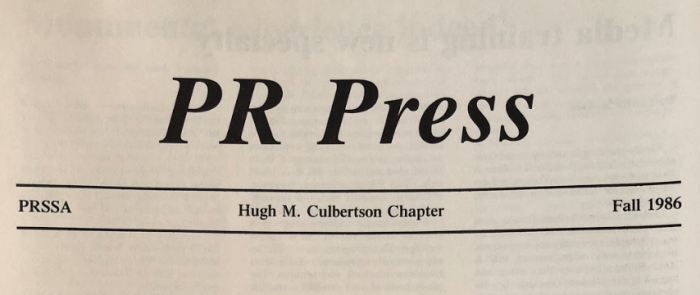 PR Press
PRSSA Hugh M. Culbertson Chapter Fall 1986